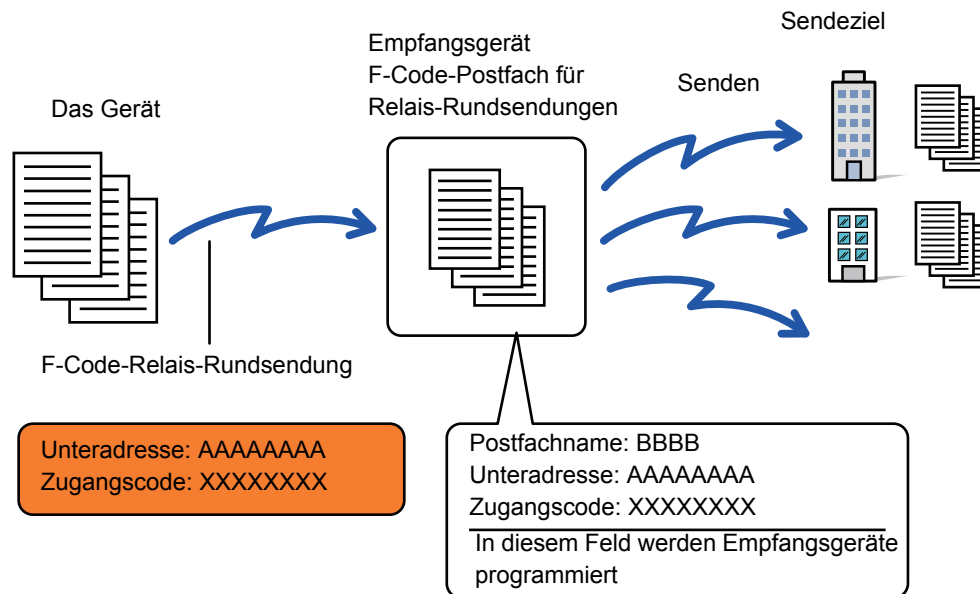 Sendeziel
Empfangsgerät
F-Code-Postfach für
Relais-Rundsendungen
Senden
Das Gerät
F-Code-Relais-Rundsendung
Unteradresse: AAAAAAAA
Zugangscode: XXXXXXXX
Postfachname: BBBB
Unteradresse: AAAAAAAA
Zugangscode: XXXXXXXX
In diesem Feld werden Empfangsgeräte
programmiert